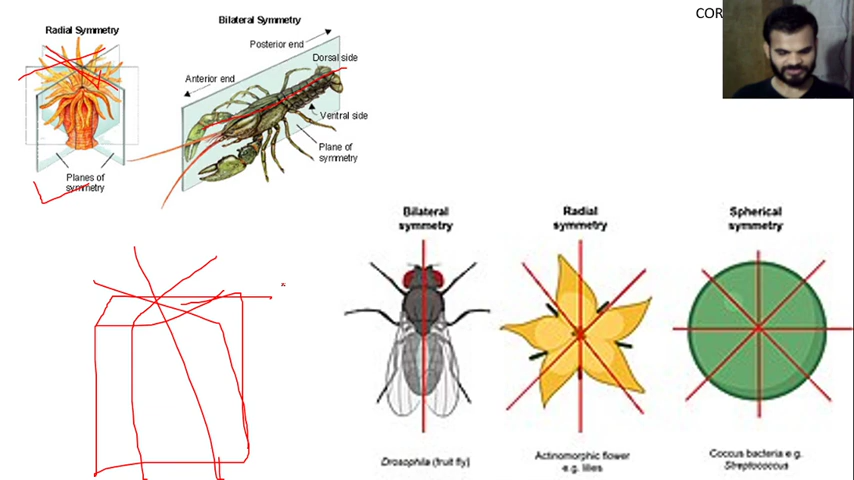 Radial Symmetry
Planes of
symmetry
Bilateral Symmetry
Posterior end
Dorsal side
Anterior end
Ventral side
Plane of
symmetry
COR
Bilateral
symmetry
Drosophila (fruit fly)
Radial
symmetry
Actinomorphic flower
e.g. lilies
Spherical
symmetry
Coccus bacteria e.g.
Streptococcus